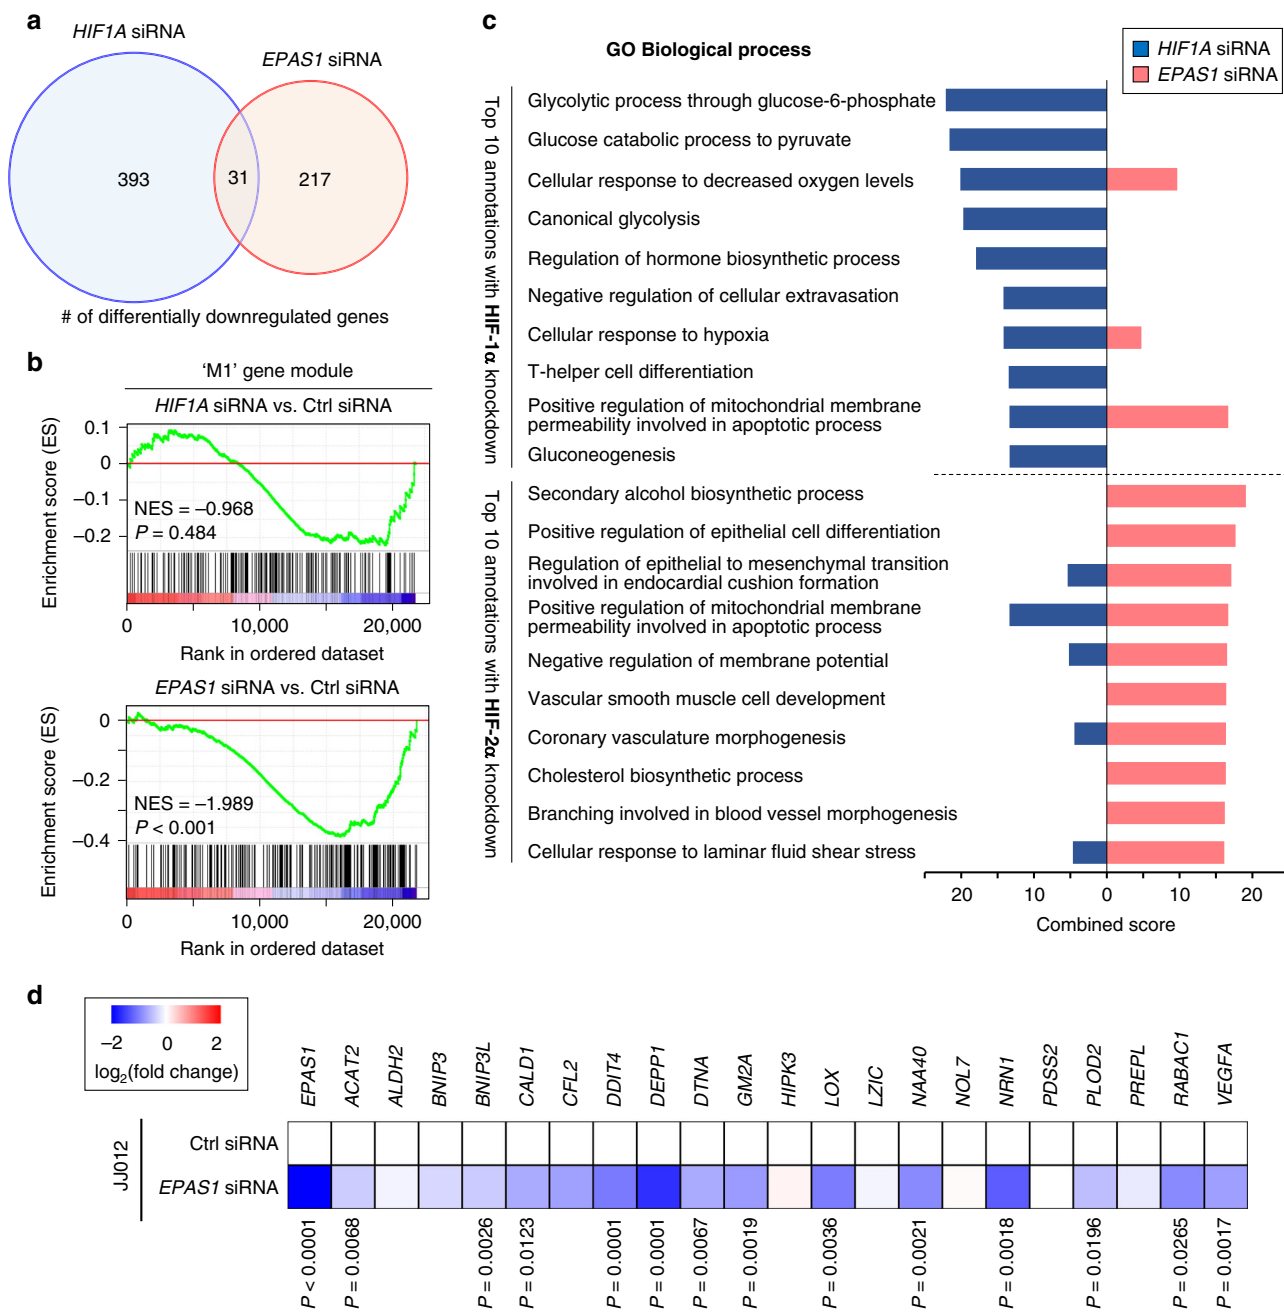 a
HIF1A siRNA
EPAS1 siRNA
393
31
217
# of differentially downregulated genes
b
‘M1’ gene module
HIF1A siRNA vs. Ctrl siRNA
Enrichment score (ES)
0.1
0
−0.1
−0.2
NES = −0.968
P = 0.484
0
10,000
20,000
Rank in ordered dataset
EPAS1 siRNA vs. Ctrl siRNA
Enrichment score (ES)
0
−0.2
−0.4
NES = −1.989
P < 0.001
0
10,000
20,000
Rank in ordered dataset
c
GO Biological process
HIF1A siRNA
EPAS1 siRNA
Top 10 annotations with HIF-1α knockdown
Glycolytic process through glucose-6-phosphate
Glucose catabolic process to pyruvate
Cellular response to decreased oxygen levels
Canonical glycolysis
Regulation of hormone biosynthetic process
Negative regulation of cellular extravasation
Cellular response to hypoxia
T-helper cell differentiation
Positive regulation of mitochondrial membrane
permeability involved in apoptotic process
Gluconeogenesis
Top 10 annotations with HIF-2α knockdown
Secondary alcohol biosynthetic process
Positive regulation of epithelial cell differentiation
Regulation of epithelial to mesenchymal transition
involved in endocardial cushion formation
Positive regulation of mitochondrial membrane
permeability involved in apoptotic process
Negative regulation of membrane potential
Vascular smooth muscle cell development
Coronary vasculature morphogenesis
Cholesterol biosynthetic process
Branching involved in blood vessel morphogenesis
Cellular response to laminar fluid shear stress
20
10
0
10
20
Combined score
d
−2
0
2
log2(fold change)
EPAS1
ACAT2
ALDH2
BNIP3
BNIP3L
CALD1
CFL2
DDIT4
DEPP1
DTNA
GM2A
HIPK3
LOX
LZIC
NAA40
NOL7
NRN1
PDSS2
PLOD2
PREPL
RABAC1
VEGFA
JJ012
Ctrl siRNA
EPAS1 siRNA
P < 0.0001
P = 0.0068
P = 0.0026
P = 0.0123
P = 0.0001
P = 0.0001
P = 0.0067
P = 0.0019
P = 0.0036
P = 0.0021
P = 0.0018
P = 0.0196
P = 0.0265
P = 0.0017